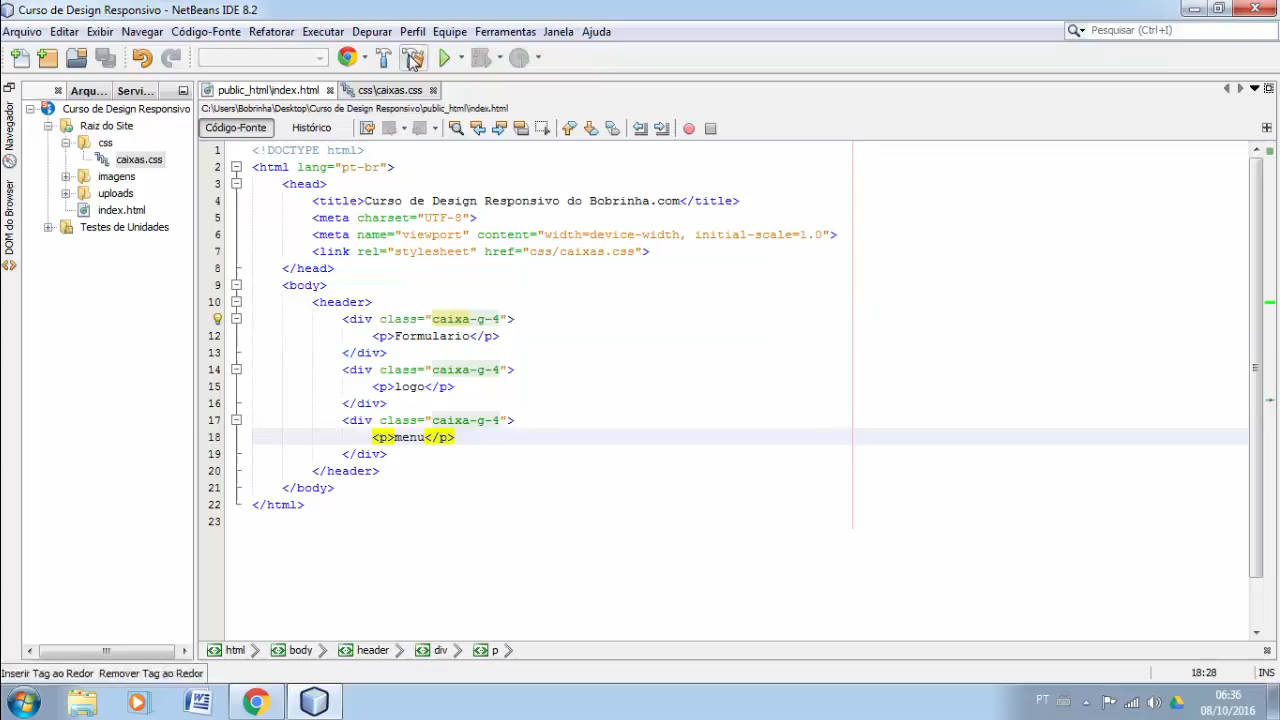 Curso de Design Responsivo - NetBeans IDE 8.2
Arquivo Editar Exibir Navegar Código-Fonte Refatorar Executar Depurar Perfil Equipe Ferramentas Janela Ajuda
Pesquisar (Ctrl+I)
Arqu... Servi...
public_html\index.html css\caixas.css
C:\Users\Bobrinha\Desktop\Curso de Design Responsivo\public_html\index.html
Código-Fonte Histórico
Navegador
DOM do Browser
Curso de Design Responsivo
Raiz do Site
css
caixas.css
imagens
uploads
index.html
Testes de Unidades
1 <!DOCTYPE html>
2 <html lang="pt-br">
3 <head>
4 <title>Curso de Design Responsivo do Bobrinha.com</title>
5 <meta charset="UTF-8">
6 <meta name="viewport" content="width=device-width, initial-scale=1.0">
7 <link rel="stylesheet" href="css/caixas.css">
8 </head>
9 <body>
10 <header>
<div class="caixa-g-4">
12 <p>Formulario</p>
13 </div>
14 <div class="caixa-g-4">
15 <p>logo</p>
16 </div>
17 <div class="caixa-g-4">
18 <p>menu</p>
19 </div>
20 </header>
21 </body>
22 </html>
23
html body header div p
Inserir Tag ao Redor Remover Tag ao Redor
18:28 INS
PT
06:36
08/10/2016